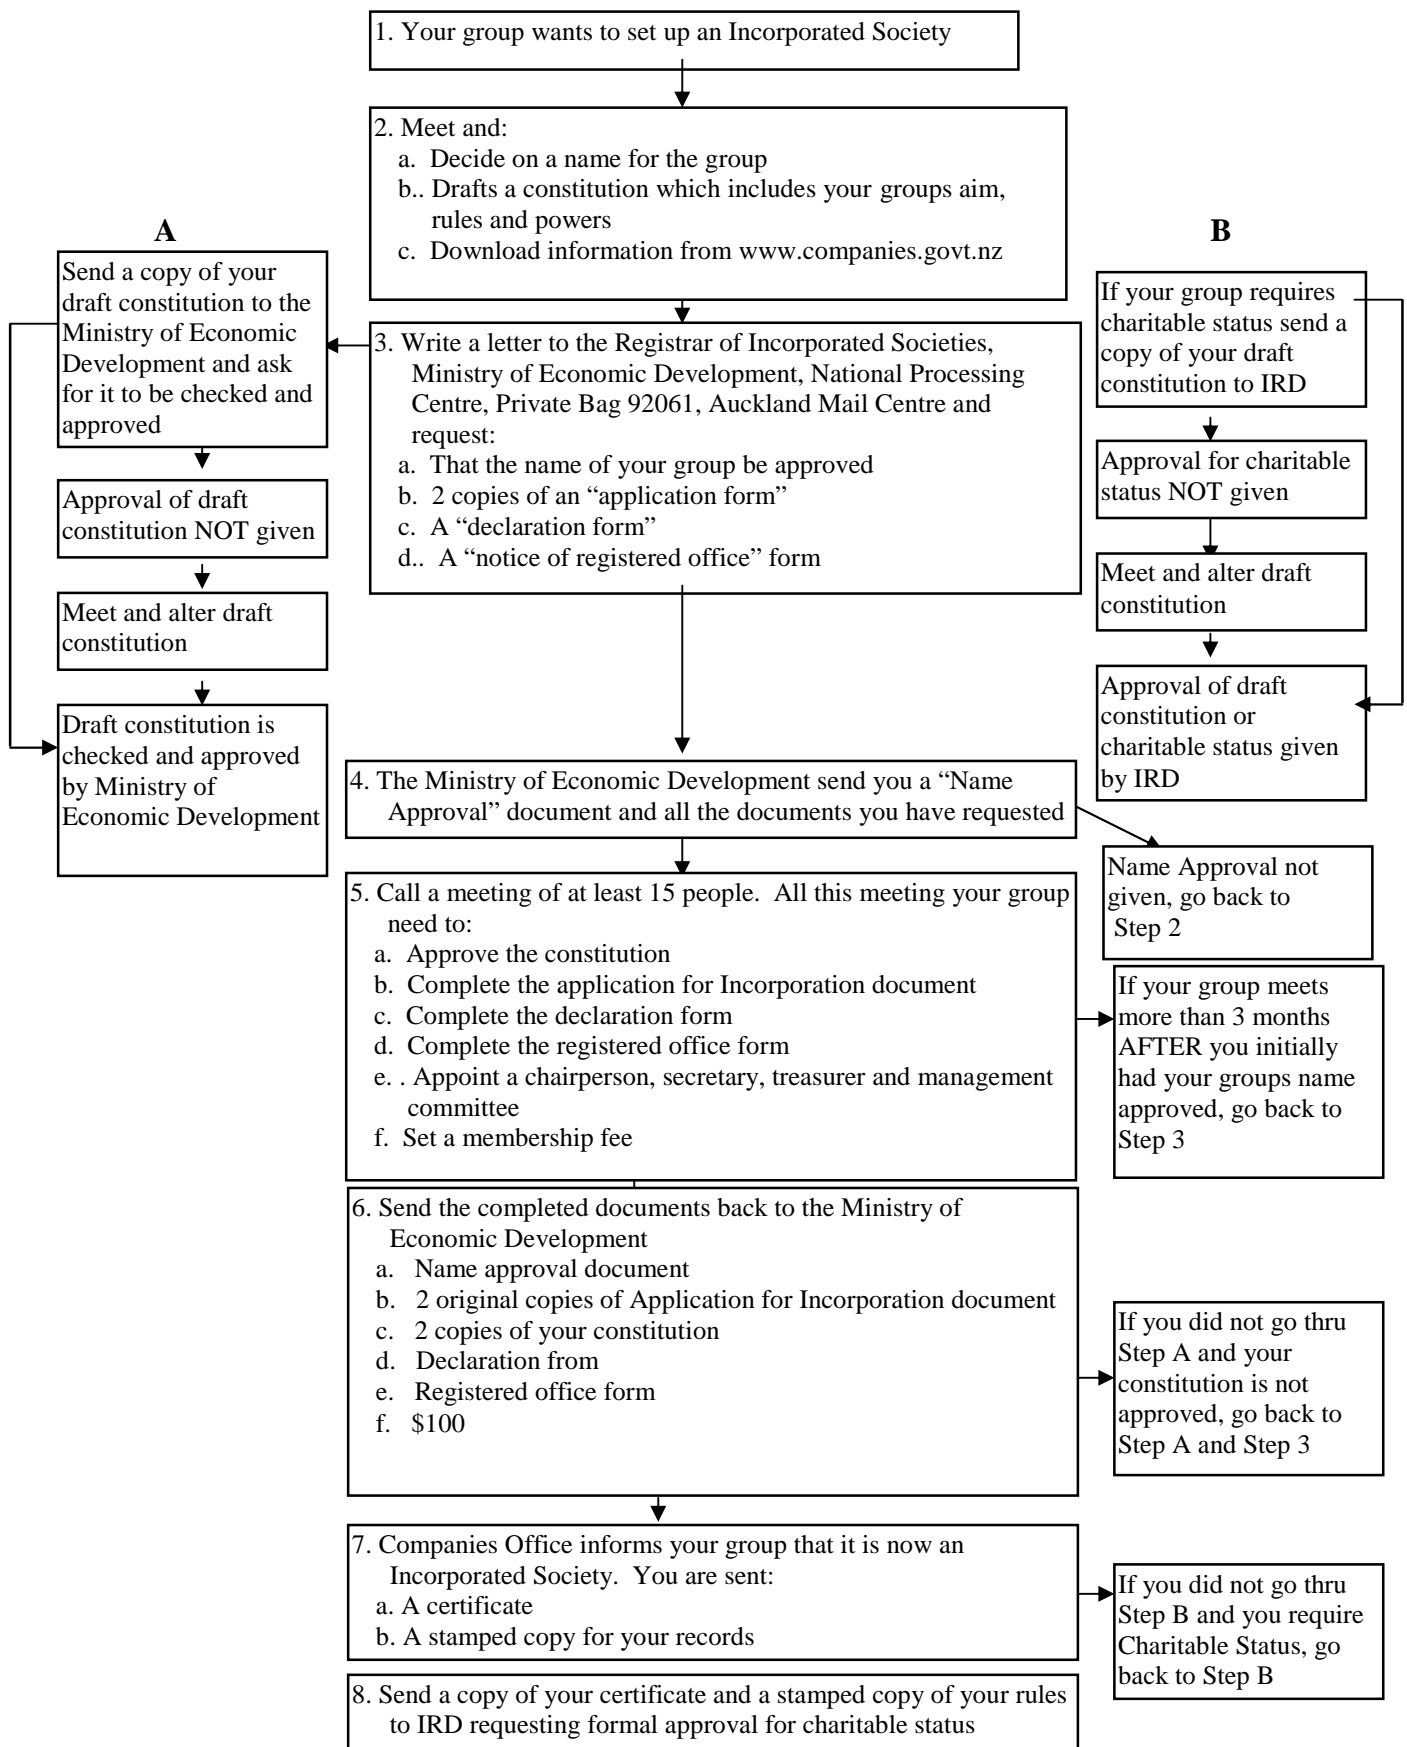 1. Your group wants to set up an Incorporated Society
2. Meet and:
a. Decide on a name for the group
b.. Drafts a constitution which includes your groups aim,
rules and powers
c. Download information from www.companies.govt.nz
A
Send a copy of your
draft constitution to the
Ministry of Economic
Development and ask
for it to be checked and
approved
Approval of draft
constitution NOT given
Meet and alter draft
constitution
Draft constitution is
checked and approved
by Ministry of
Economic Development
B
If your group requires
charitable status send a
copy of your draft
constitution to IRD
Approval for charitable
status NOT given
Meet and alter draft
constitution
Approval of draft
constitution or
charitable status given
by IRD
3. Write a letter to the Registrar of Incorporated Societies,
Ministry of Economic Development, National Processing
Centre, Private Bag 92061, Auckland Mail Centre and
request:
a. That the name of your group be approved
b. 2 copies of an “application form”
c. A “declaration form”
d.. A “notice of registered office” form
4. The Ministry of Economic Development send you a “Name
Approval” document and all the documents you have requested
Name Approval not
given, go back to
Step 2
5. Call a meeting of at least 15 people. All this meeting your group
need to:
a. Approve the constitution
b. Complete the application for Incorporation document
c. Complete the declaration form
d. Complete the registered office form
e. . Appoint a chairperson, secretary, treasurer and management
committee
f. Set a membership fee
If your group meets
more than 3 months
AFTER you initially
had your groups name
approved, go back to
Step 3
6. Send the completed documents back to the Ministry of
Economic Development
a. Name approval document
b. 2 original copies of Application for Incorporation document
c. 2 copies of your constitution
d. Declaration from
e. Registered office form
f. $100
If you did not go thru
Step A and your
constitution is not
approved, go back to
Step A and Step 3
7. Companies Office informs your group that it is now an
Incorporated Society. You are sent:
a. A certificate
b. A stamped copy for your records
If you did not go thru
Step B and you require
Charitable Status, go
back to Step B
8. Send a copy of your certificate and a stamped copy of your rules
to IRD requesting formal approval for charitable status